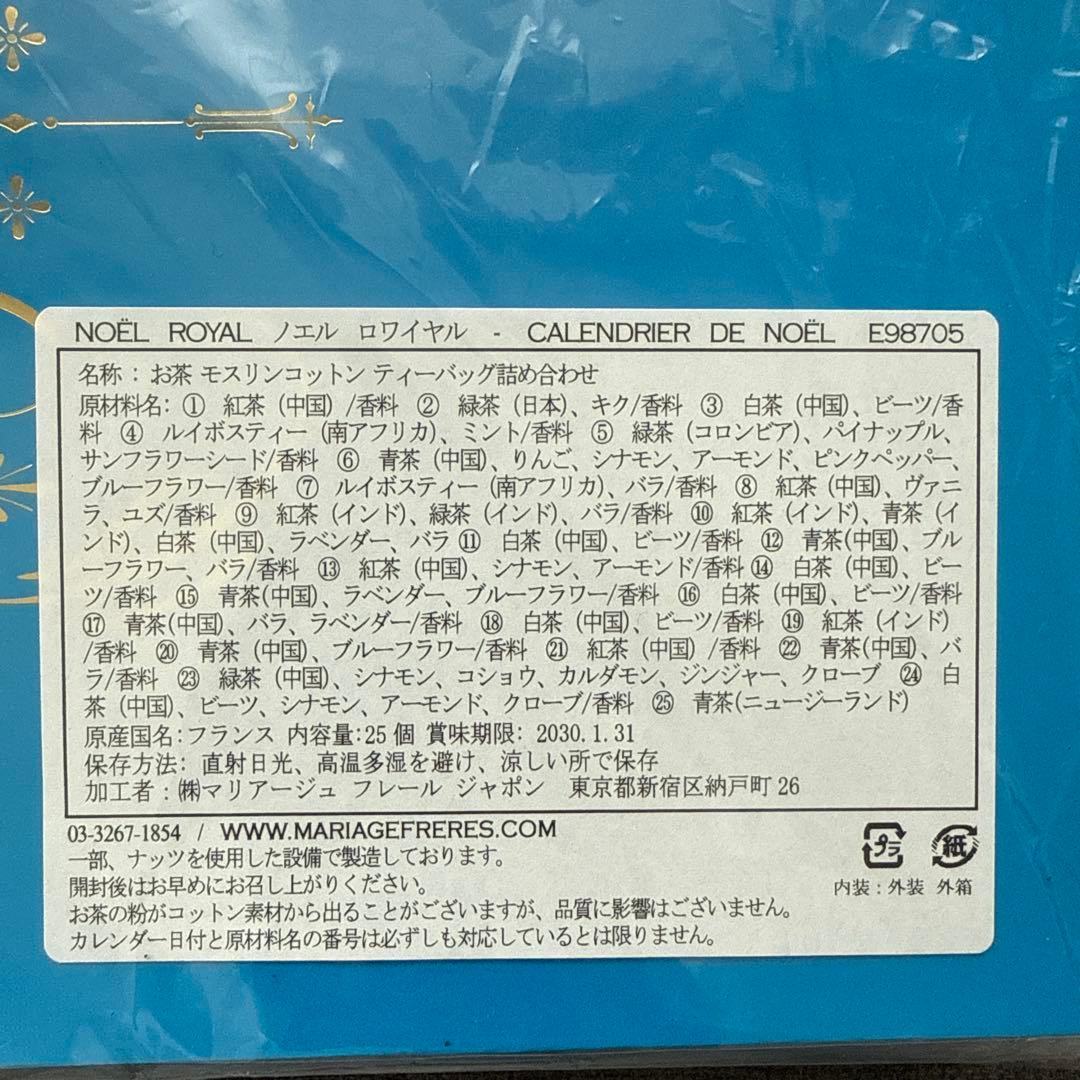 NOËL ROYAL ノエル ロワイヤル - CALENDRIER DE NOËL E98705
名称：お茶 モスリンコットン ティーバッグ詰め合わせ
原材料名：① 紅茶（中国）/香料 ② 緑茶（日本）、キク/香料 ③ 白茶（中国）、ビーツ/香
料 ④ ルイボスティー（南アフリカ）、ミント/香料 ⑤ 緑茶（コロンビア）、パイナップル、
サンフラワーシード/香料 ⑥ 青茶（中国）、りんご、シナモン、アーモンド、ピンクペッパー、
ブルーフラワー/香料 ⑦ ルイボスティー（南アフリカ）、バラ/香料 ⑧ 紅茶（中国）、ヴァニ
ラ、ユズ/香料 ⑨ 紅茶（インド）、緑茶（インド）、バラ/香料 ⑩ 紅茶（インド）、青茶（イ
ンド）、白茶（中国）、ラベンダー、バラ ⑪ 白茶（中国）、ビーツ/香料 ⑫ 青茶（中国）、ブル
ーフラワー、バラ/香料 ⑬ 紅茶（中国）、シナモン、アーモンド/香料 ⑭ 白茶（中国）、ビー
ツ/香料 ⑮ 青茶（中国）、ラベンダー、ブルーフラワー/香料 ⑯ 白茶（中国）、ビーツ/香料
⑰ 青茶（中国）、バラ、ラベンダー/香料 ⑱ 白茶（中国）、ビーツ/香料 ⑲ 紅茶（インド）
/香料 ⑳ 青茶（中国）、ブルーフラワー/香料 ㉑ 紅茶（中国）/香料 ㉒ 青茶（中国）、バ
ラ/香料 ㉓ 緑茶（中国）、シナモン、コショウ、カルダモン、ジンジャー、クローブ ㉔ 白
茶（中国）、ビーツ、シナモン、アーモンド、クローブ/香料 ㉕ 青茶（ニュージーランド）
原産国名：フランス 内容量：25個 賞味期限：2030.1.31
保存方法：直射日光、高温多湿を避け、涼しい所で保存
加工者：㈱マリアージュ フレール ジャポン 東京都新宿区納戸町26
03-3267-1854 / WWW.MARIAGEFRERES.COM
一部、ナッツを使用した設備で製造しております。
開封後はお早めにお召し上がりください。
お茶の粉がコットン素材から出ることがございますが、品質に影響はございません。
カレンダー日付と原材料名の番号は必ずしも対応しているとは限りません。
プラ 紙
内装：外装 外箱